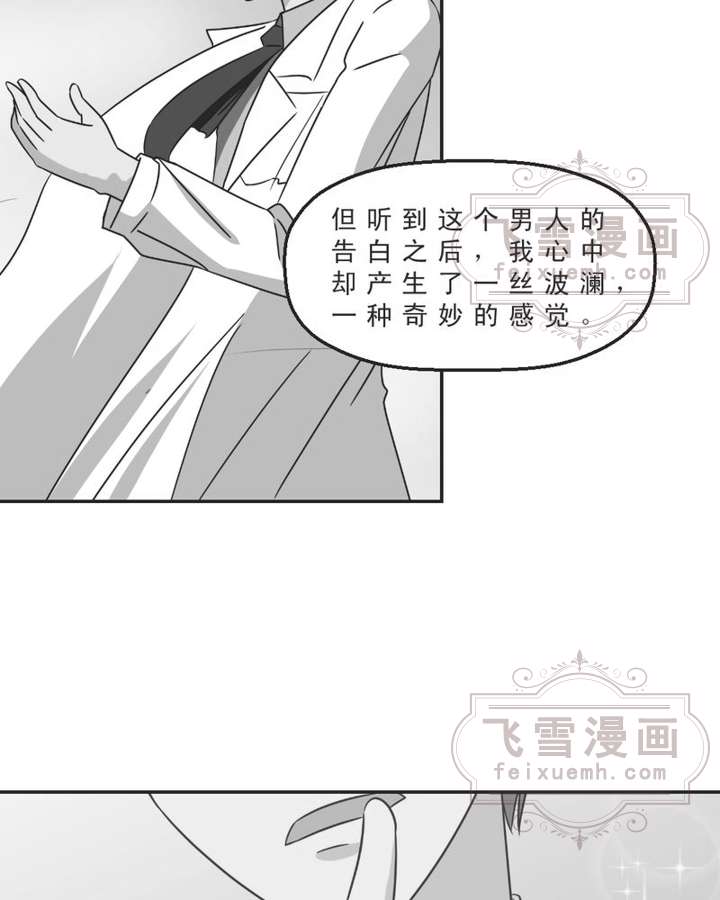 但听到这个男人的
告白之后，我心中
却产生了一丝波澜，
一种奇妙的感觉。
飞雪漫画
feixuemh.com
飞雪漫画
feixuemh.com